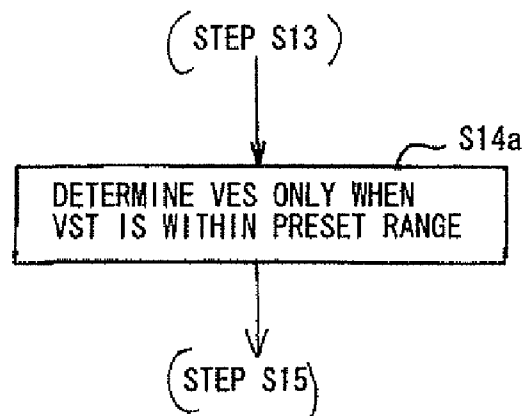 (STEP S13)
S14a
DETERMINE VES ONLY WHEN
VST IS WITHIN PRESET RANGE
(STEP S15)